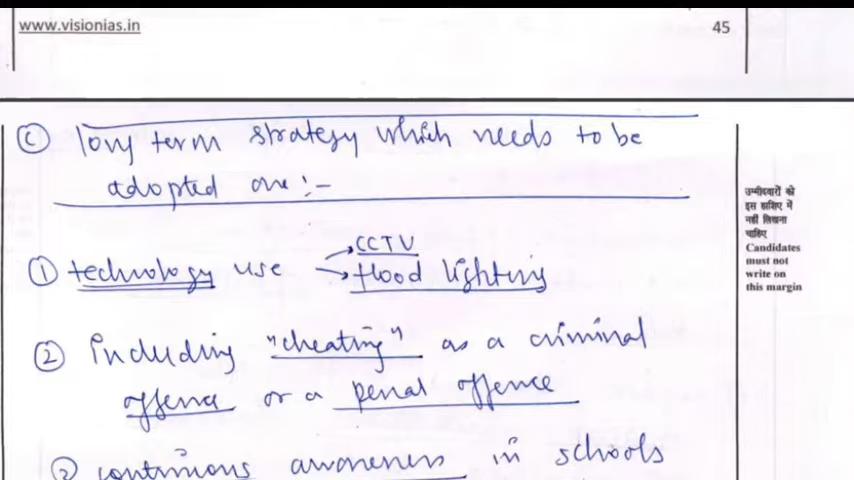 www.visionias.in
45
Ⓒ long term strategy which needs to be
adopted are :-
उम्मीदवारों को
इस हाशिए में
नहीं लिखना
चाहिए
Candidates
must not
write on
this margin
① technology use → CCTV
→ flood lighting
② Including "cheating" as a criminal
offence or a penal offence
③ continuous awareness in schools